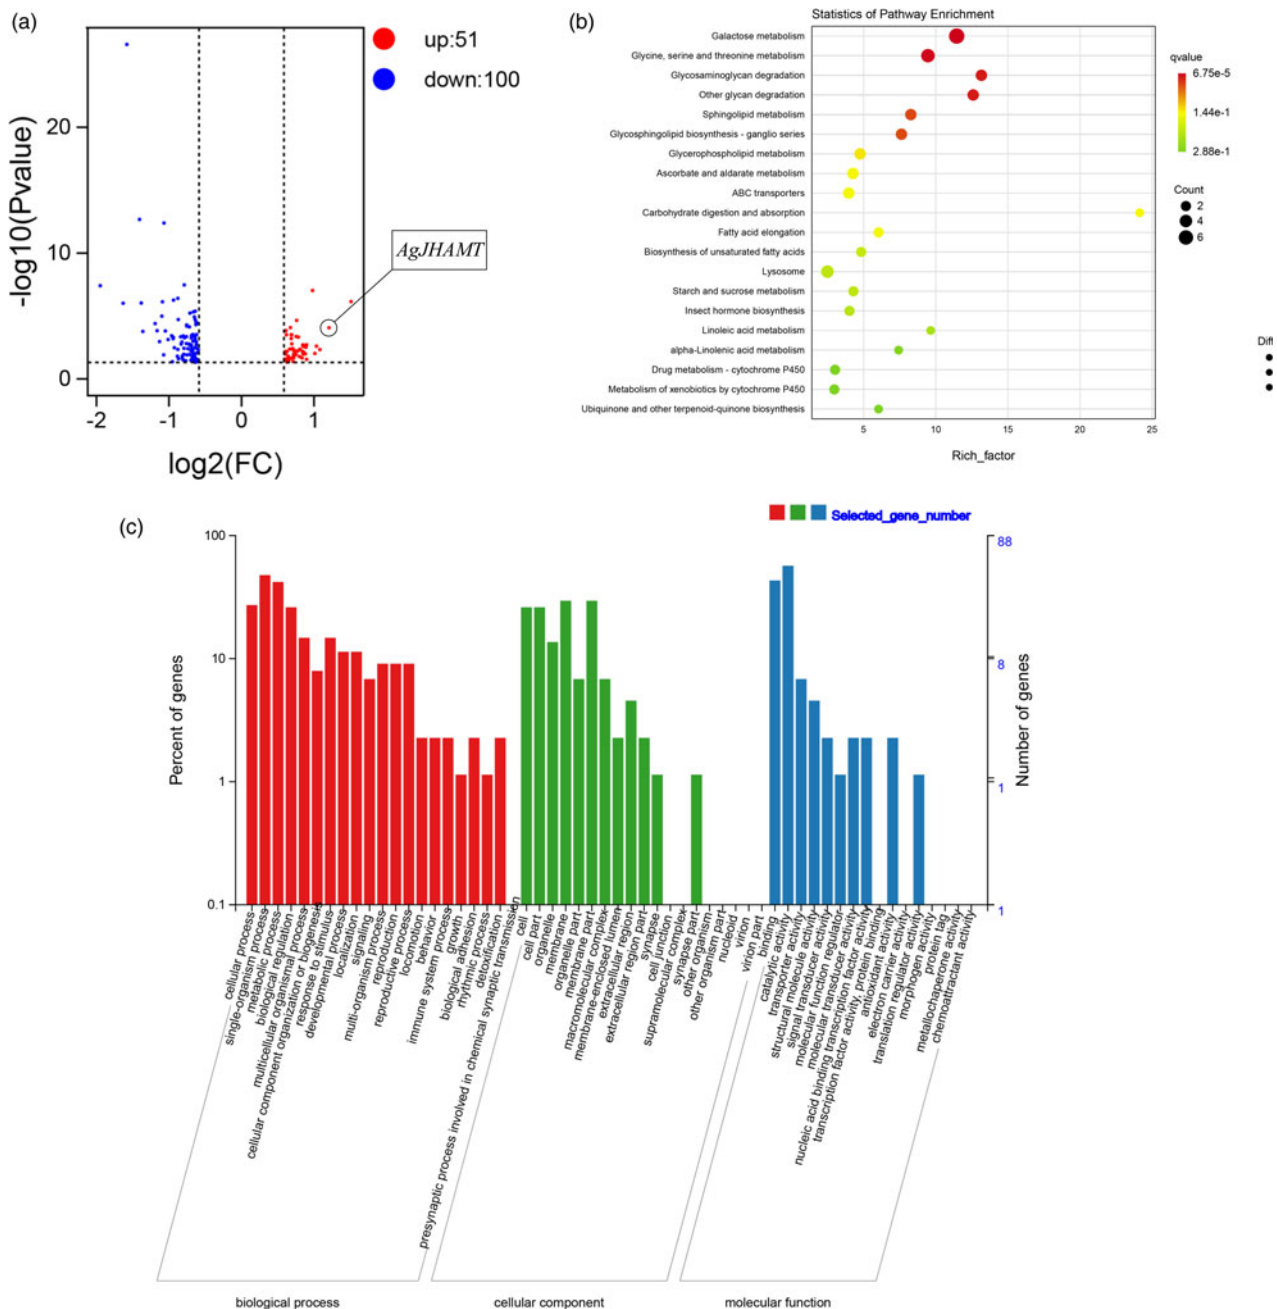 (a)
up:51
down:100
-log10(Pvalue)
20
10
0
-2
-1
0
1
log2(FC)
AgJHAMT
(b)
Statistics of Pathway Enrichment
Galactose metabolism
Glycine, serine and threonine metabolism
Glycosaminoglycan degradation
Other glycan degradation
Sphingolipid metabolism
Glycosphingolipid biosynthesis - ganglio series
Glycerophospholipid metabolism
Ascorbate and aldarate metabolism
ABC transporters
Carbohydrate digestion and absorption
Fatty acid elongation
Biosynthesis of unsaturated fatty acids
Lysosome
Starch and sucrose metabolism
Insect hormone biosynthesis
Linoleic acid metabolism
alpha-Linolenic acid metabolism
Drug metabolism - cytochrome P450
Metabolism of xenobiotics by cytochrome P450
Ubiquinone and other terpenoid-quinone biosynthesis
5
10
15
20
25
Rich_factor
qvalue
6.75e-5
1.44e-1
2.88e-1
Count
2
4
6
Dif
(c)
Selected_gene_number
Percent of genes
100
10
1
0.1
Number of genes
88
8
1
1
cellular process
single-organism process
metabolic process
biological regulation
multicellular organismal process
cellular component organization or biogenesis
response to stimulus
developmental process
localization
signaling
multi-organism process
reproduction
reproductive process
locomotion
behavior
immune system process
growth
biological adhesion
rhythmic process
detoxification
presynaptic process involved in chemical synaptic transmission
cell
cell part
organelle
membrane
organelle part
membrane part
macromolecular complex
membrane-enclosed lumen
extracellular region
extracellular region part
synapse
cell junction
supramolecular complex
synapse part
other organism
other organism part
nucleoid
virion
virion part
binding
catalytic activity
transporter activity
structural molecule activity
signal transducer activity
molecular function regulator
molecular transducer activity
nucleic acid binding transcription factor activity
transcription factor activity, protein binding
antioxidant activity
electron carrier activity
translation regulator activity
morphogen activity
protein tag
metallochaperone activity
chemoattractant activity
biological process
cellular component
molecular function